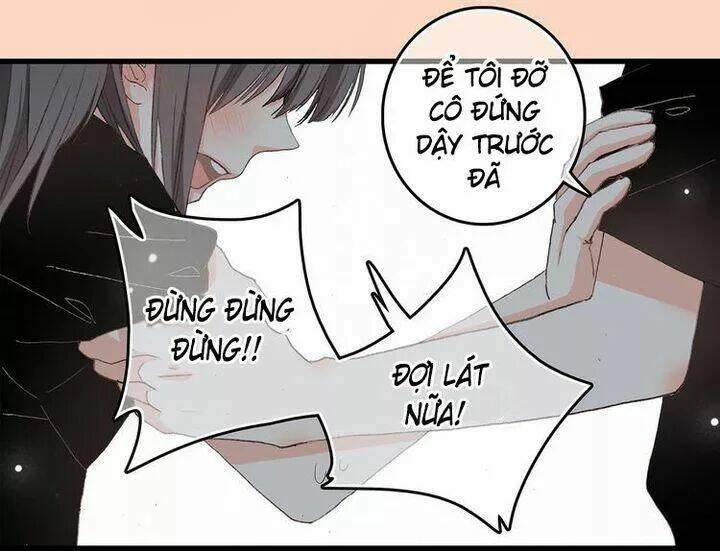 ĐỂ TÔI ĐỠ
CÔ ĐỨNG
DẬY TRƯỚC
ĐÃ
ĐỪNG ĐỪNG
ĐỪNG!!
ĐỢI LÁT
NỮA!